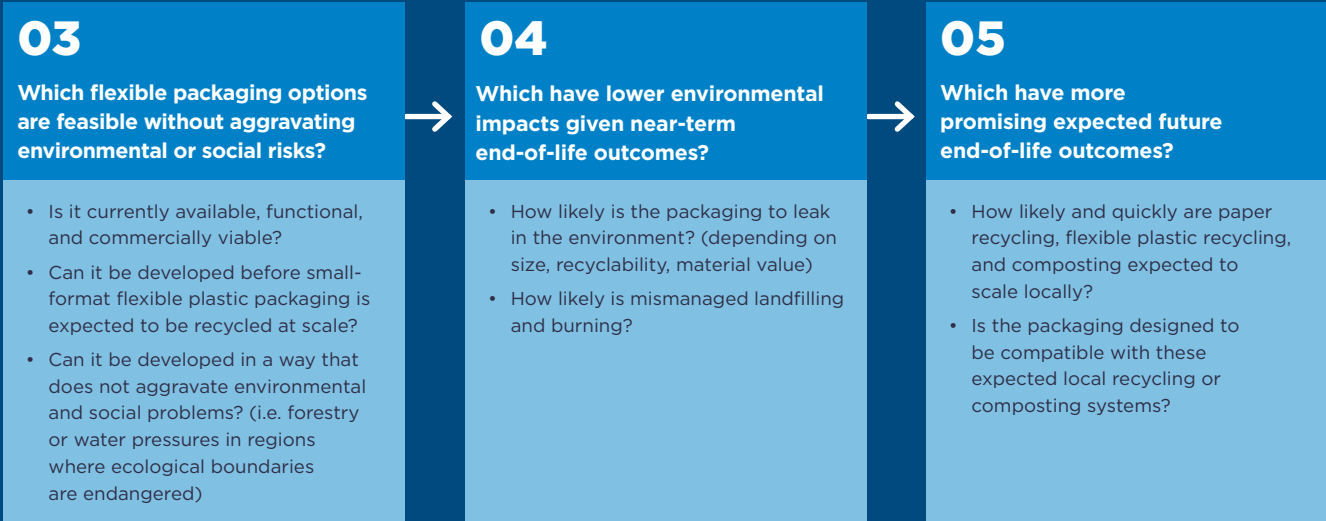 03
Which flexible packaging options
are feasible without aggravating
environmental or social risks?
• Is it currently available, functional,
and commercially viable?
• Can it be developed before small-
format flexible plastic packaging is
expected to be recycled at scale?
• Can it be developed in a way that
does not aggravate environmental
and social problems? (i.e. forestry
or water pressures in regions
where ecological boundaries
are endangered)
04
Which have lower environmental
impacts given near-term
end-of-life outcomes?
• How likely is the packaging to leak
in the environment? (depending on
size, recyclability, material value)
• How likely is mismanaged landfilling
and burning?
05
Which have more
promising expected future
end-of-life outcomes?
• How likely and quickly are paper
recycling, flexible plastic recycling,
and composting expected to
scale locally?
• Is the packaging designed to
be compatible with these
expected local recycling or
composting systems?